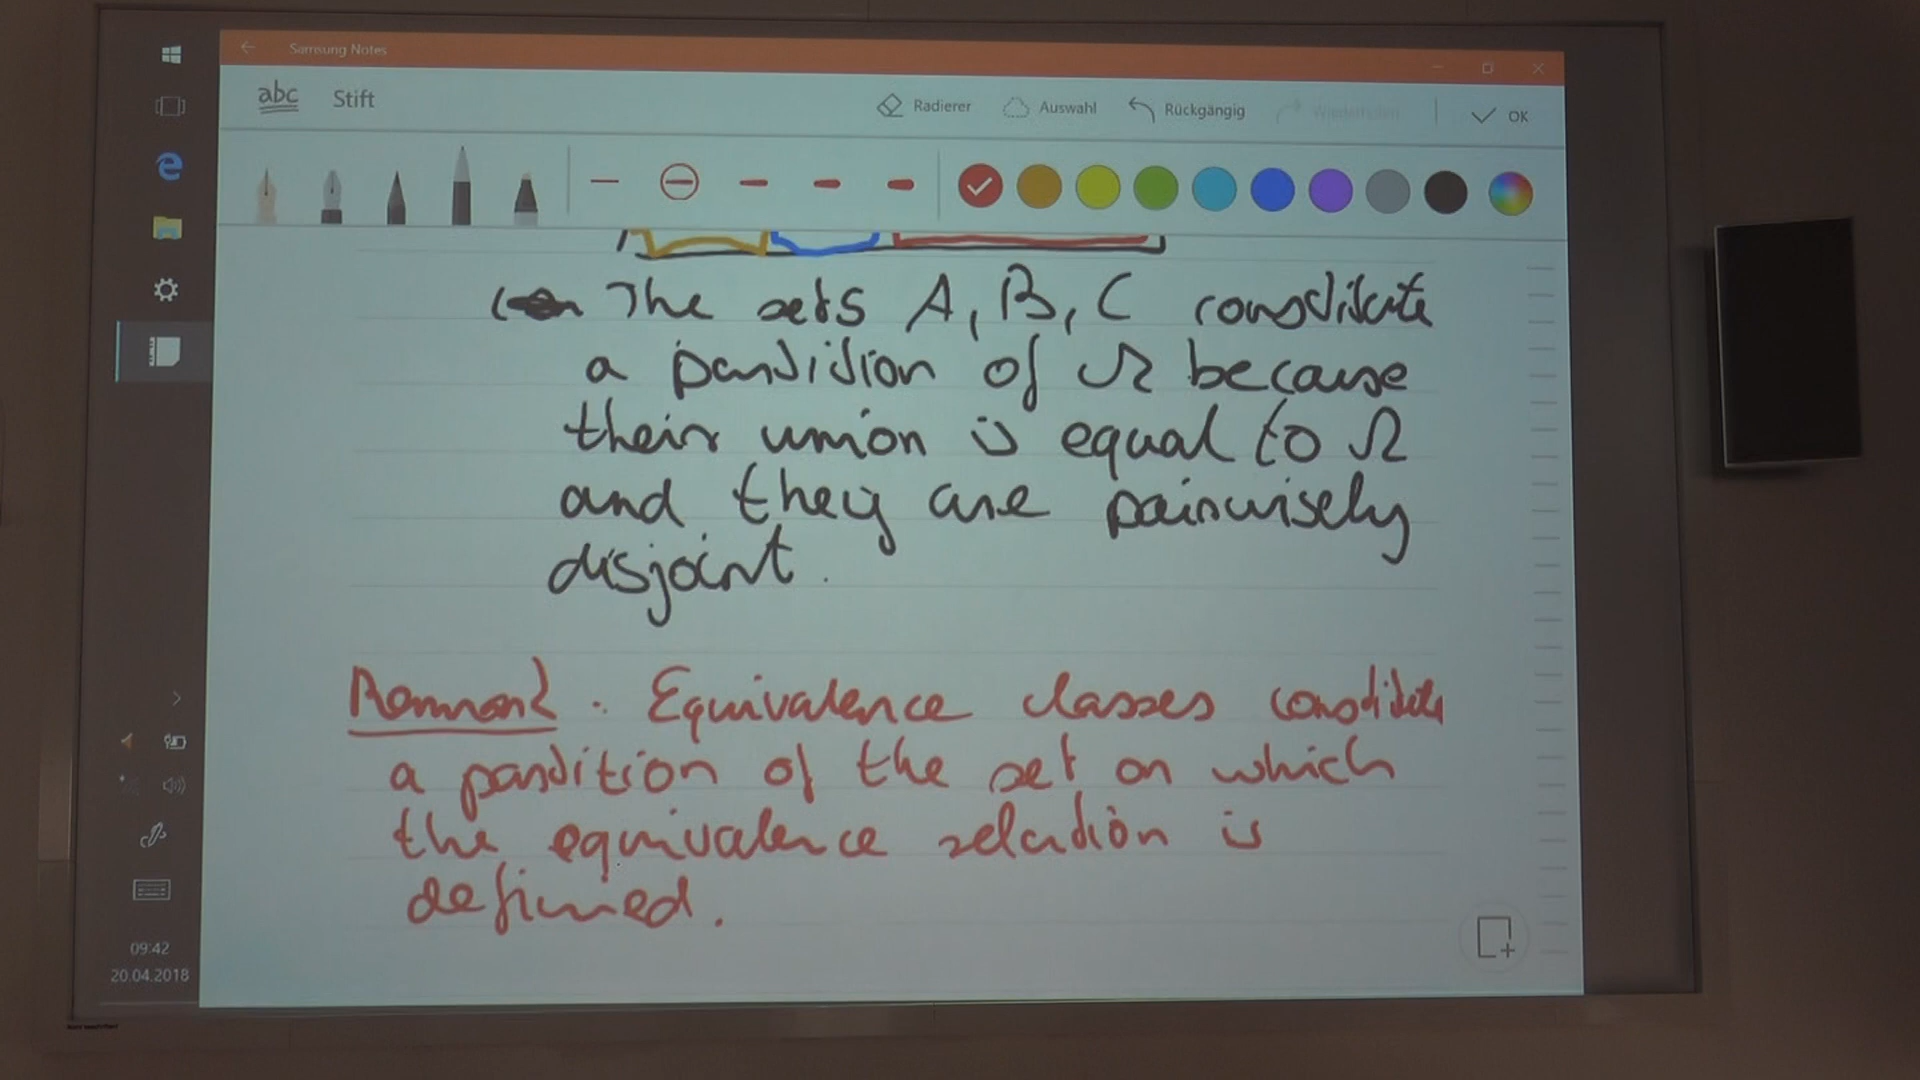 Samsung Notes
abc Stift Radierer Auswahl Rückgängig Wiederholen OK
The sets A, B, C constitute
a partition of Ω because
their union is equal to Ω
and they are pairwisely
disjoint.
Remark: Equivalence classes constitute
a partition of the set on which
the equivalence relation is
defined.
09:42
20.04.2018